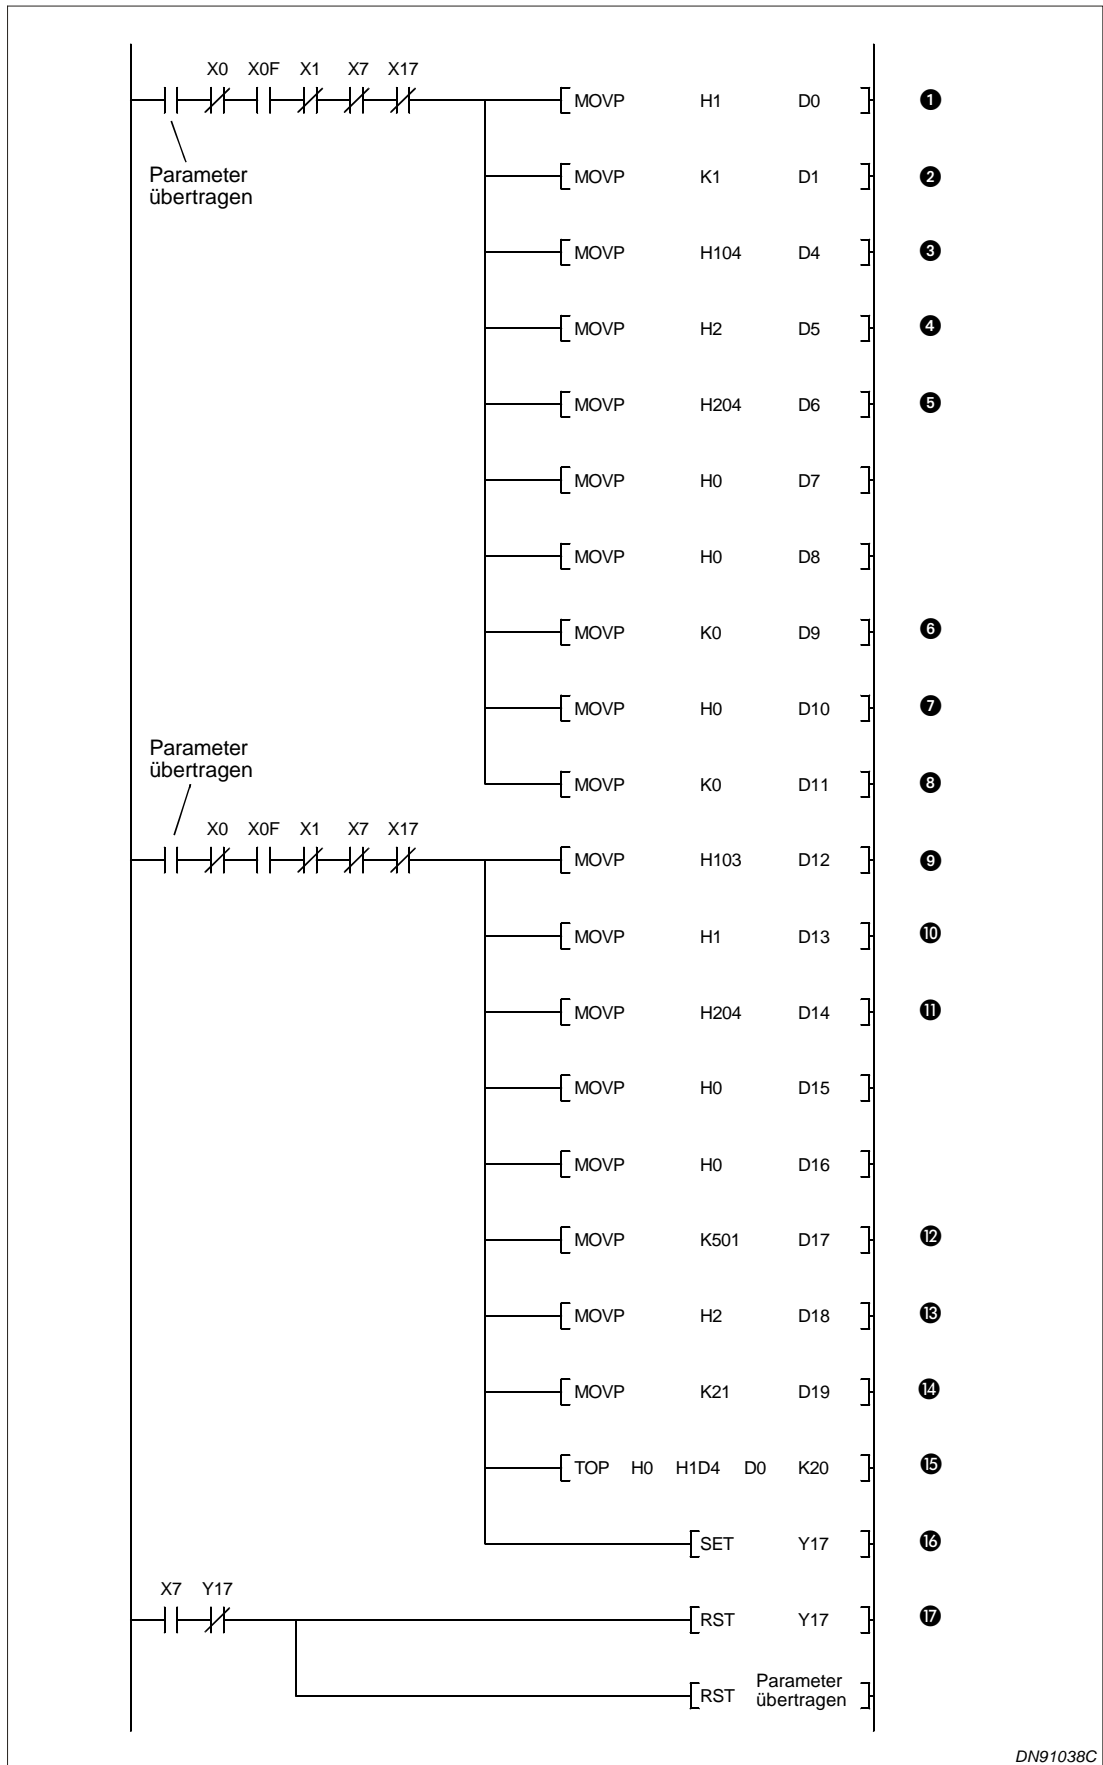 X0 X0F X1 X7 X17
MOVP H1 D0 ❶
Parameter
übertragen
MOVP K1 D1 ❷
MOVP H104 D4 ❸
MOVP H2 D5 ❹
MOVP H204 D6 ❺
MOVP H0 D7
MOVP H0 D8
MOVP K0 D9 ❻
MOVP H0 D10 ❼
Parameter
übertragen
MOVP K0 D11 ❽
X0 X0F X1 X7 X17
MOVP H103 D12 ❾
MOVP H1 D13 ❿
MOVP H204 D14 ⓫
MOVP H0 D15
MOVP H0 D16
MOVP K501 D17 ⓬
MOVP H2 D18 ⓭
MOVP K21 D19 ⓮
TOP H0 H1D4 D0 K20 ⓯
SET Y17 ⓰
X7 Y17
RST Y17 ⓱
RST Parameter
übertragen
DN91038C